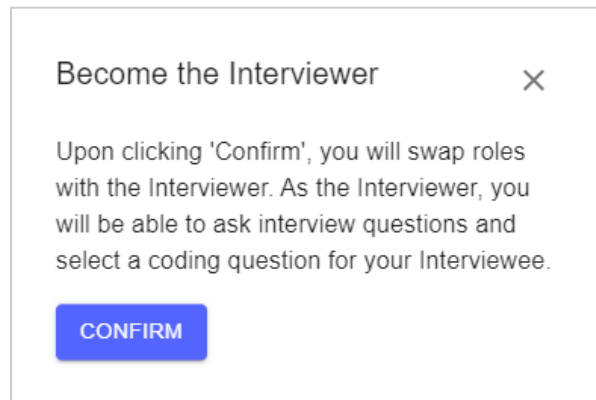 Become the Interviewer
Upon clicking 'Confirm', you will swap roles
with the Interviewer. As the Interviewer, you
will be able to ask interview questions and
select a coding question for your Interviewee.
CONFIRM